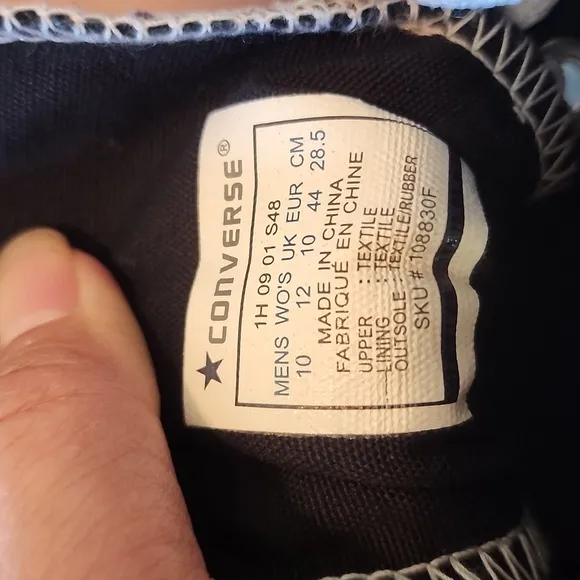 ★ CONVERSE®
1H 09 01 S48
MENS WO'S UK EUR CM
10 12 10 44 28.5
MADE IN CHINA
FABRIQUÉ EN CHINE
UPPER : TEXTILE
LINING : TEXTILE
OUTSOLE : TEXTILE/RUBBER
SKU # 108830F